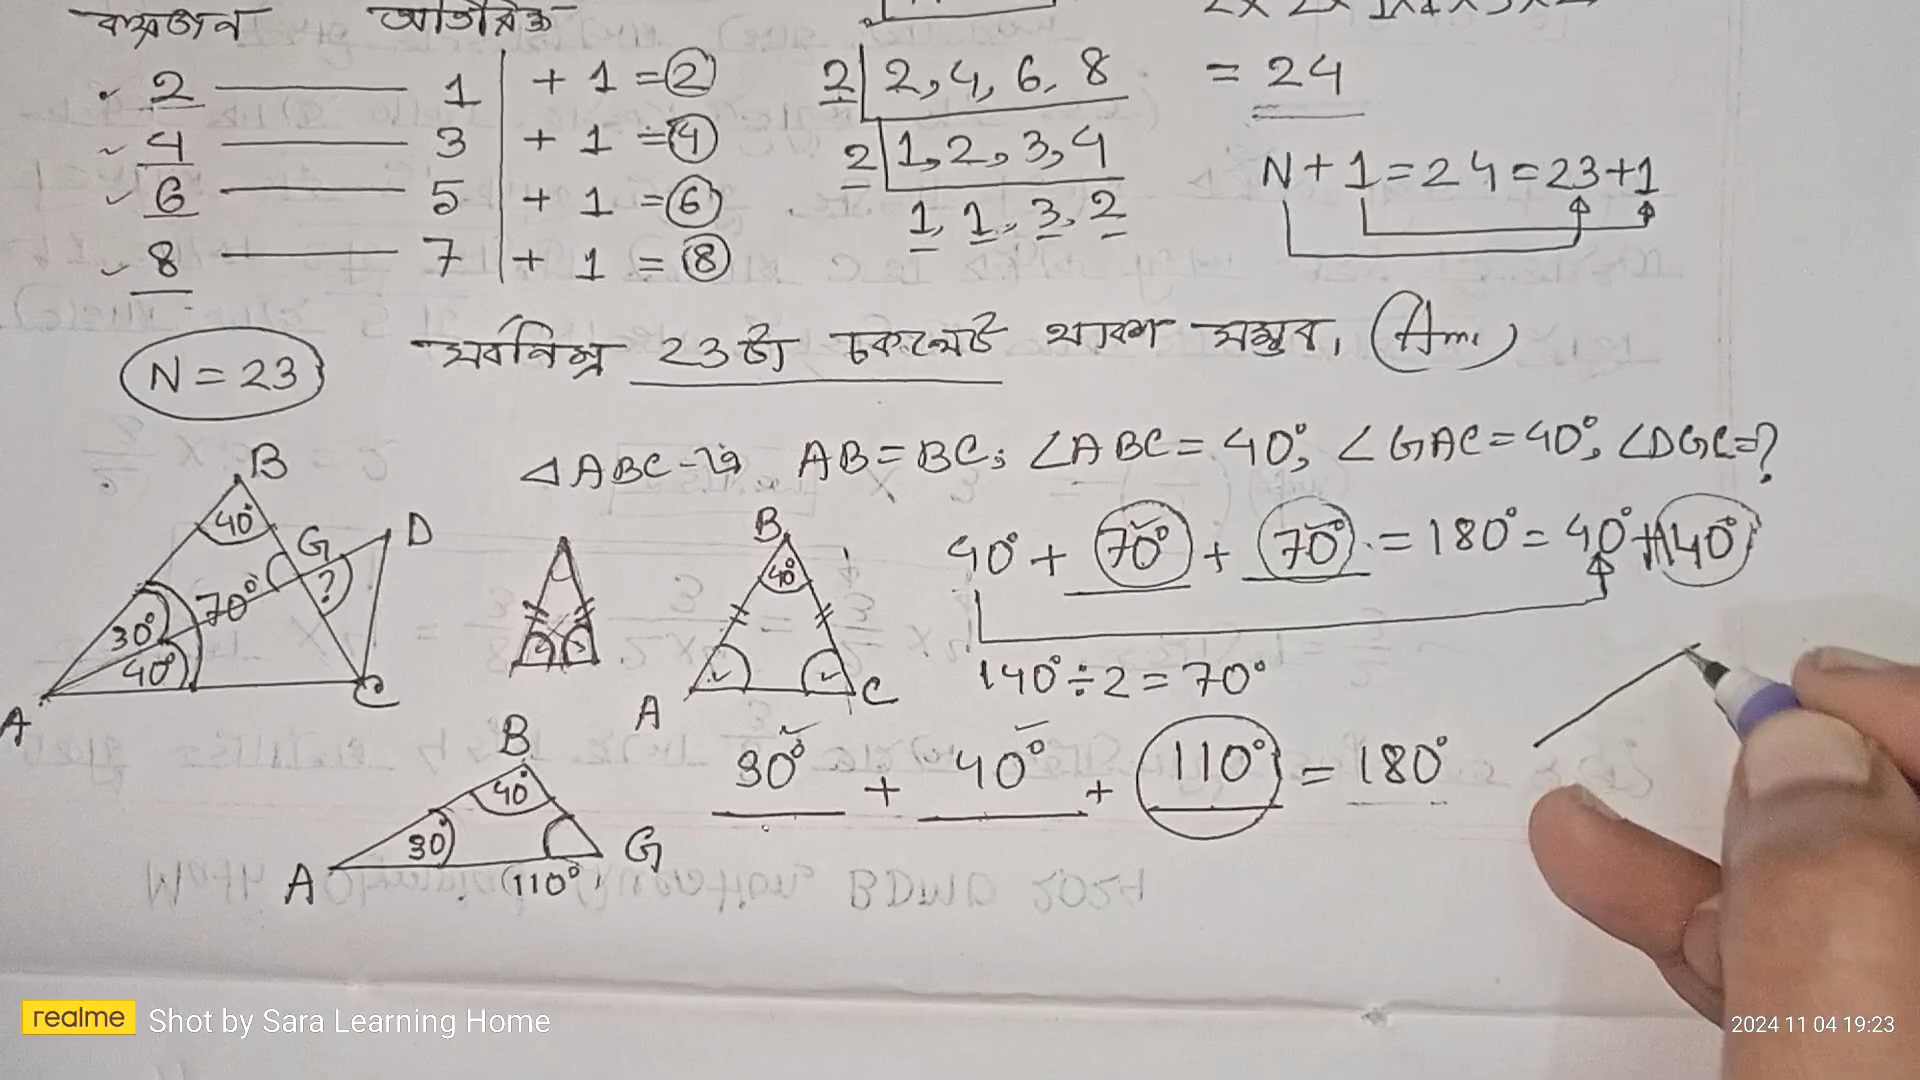 2 — 1 + 1 = 2
4 — 3 + 1 = 4
6 — 5 + 1 = 6
8 — 7 + 1 = 8
2 | 2, 4, 6, 8
2 | 1, 2, 3, 4
1, 1, 3, 2
= 24
N + 1 = 24 = 23 + 1
N = 23
সর্বনিম্ন 23টা চকলেট থাকা সম্ভব।
△ABC-এ AB = BC; ∠ABC = 40°; ∠GAC = 40°; ∠DGC = ?
B
40°
G
D
70°
?
30°
40°
A
C
B
40°
A
C
40° + 70° + 70° = 180° = 40° + 140°
140° ÷ 2 = 70°
30° + 40° + 110° = 180°
B
40°
30°
A
G
110°
realme Shot by Sara Learning Home
2024 11 04 19:23